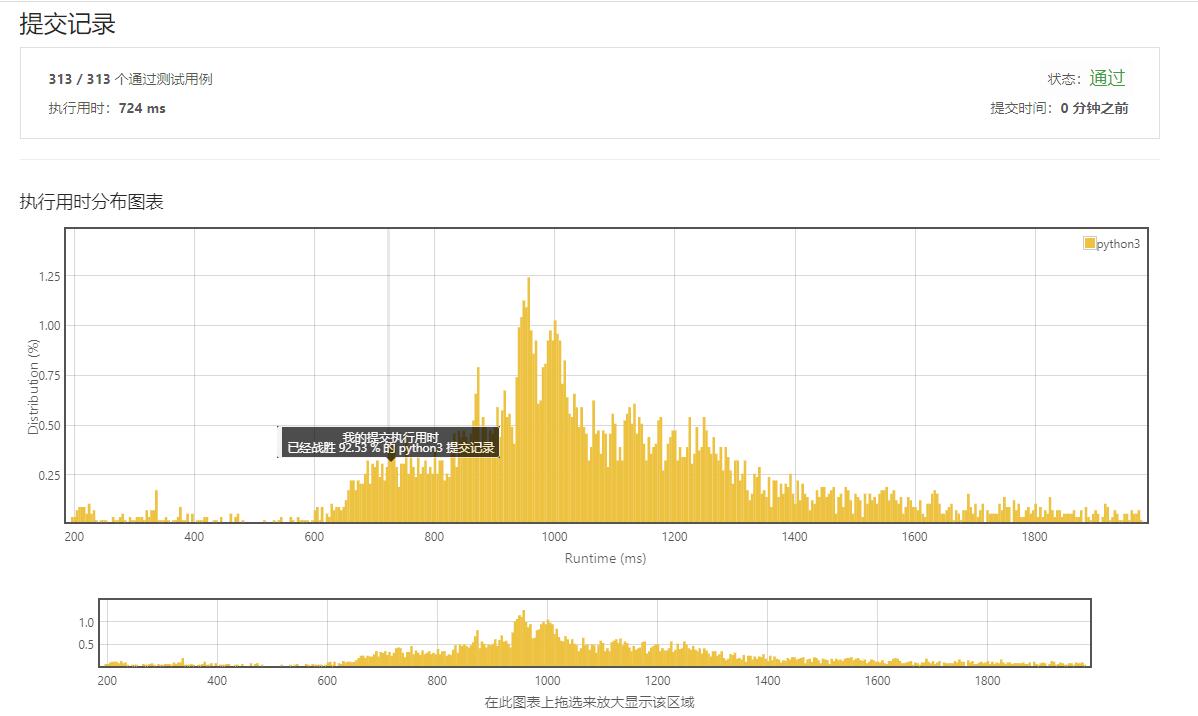 提交记录
313 / 313 个通过测试用例
状态：通过
执行用时：724 ms
提交时间：0 分钟之前
执行用时分布图表
python3
1.25
1.00
0.75
0.50
0.25
Distribution (%)
我的提交执行用时
已经战胜 92.53 % 的 python3 提交记录
200 400 600 800 1000 1200 1400 1600 1800
Runtime (ms)
1.0
0.5
200 400 600 800 1000 1200 1400 1600 1800
在此图表上拖选来放大显示该区域